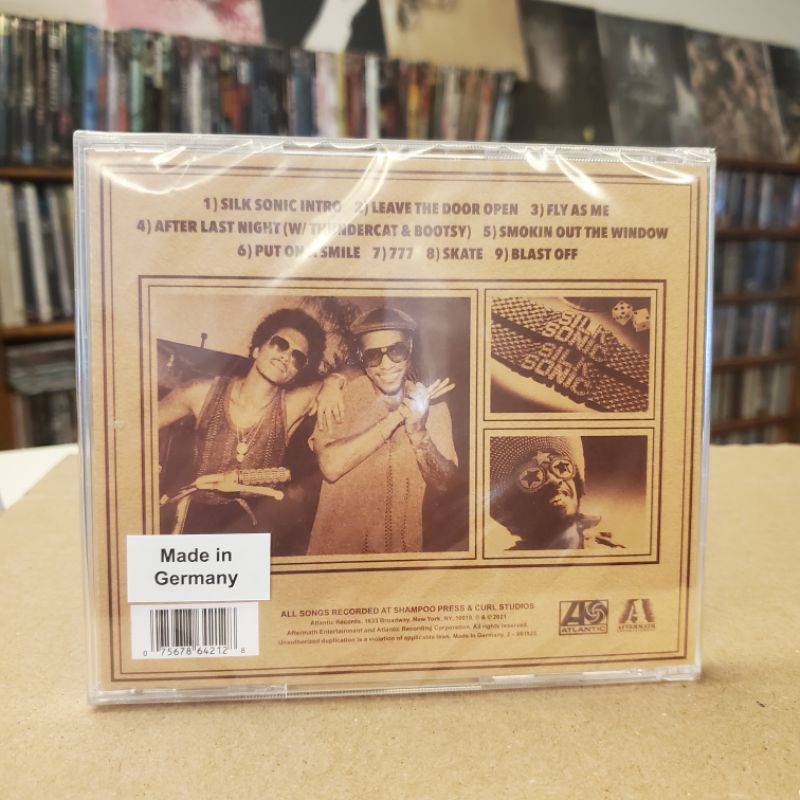 1) SILK SONIC INTRO 2) LEAVE THE DOOR OPEN 3) FLY AS ME
4) AFTER LAST NIGHT (W/ THUNDERCAT & BOOTSY) 5) SMOKIN OUT THE WINDOW
6) PUT ON A SMILE 7) 777 8) SKATE 9) BLAST OFF
SILK
SONIC
SILK
SONIC
Made in
Germany
0 75678 64212 8
ALL SONGS RECORDED AT SHAMPOO PRESS & CURL STUDIOS
Atlantic Records, 1633 Broadway, New York, NY, 10019. ℗ & © 2021
Aftermath Entertainment and Atlantic Recording Corporation. All rights reserved.
Unauthorized duplication is a violation of applicable laws. Made in Germany.
ATLANTIC
AFTERMATH